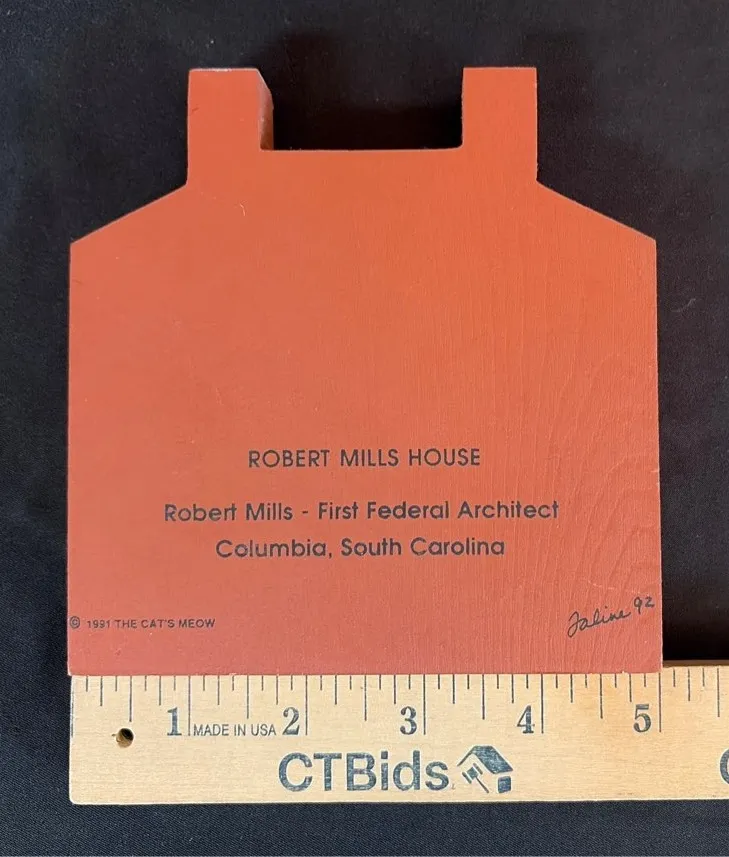 ROBERT MILLS HOUSE
Robert Mills - First Federal Architect
Columbia, South Carolina
© 1991 THE CAT'S MEOW
Faline 92
1 MADE IN USA 2 3 4 5
CTBids